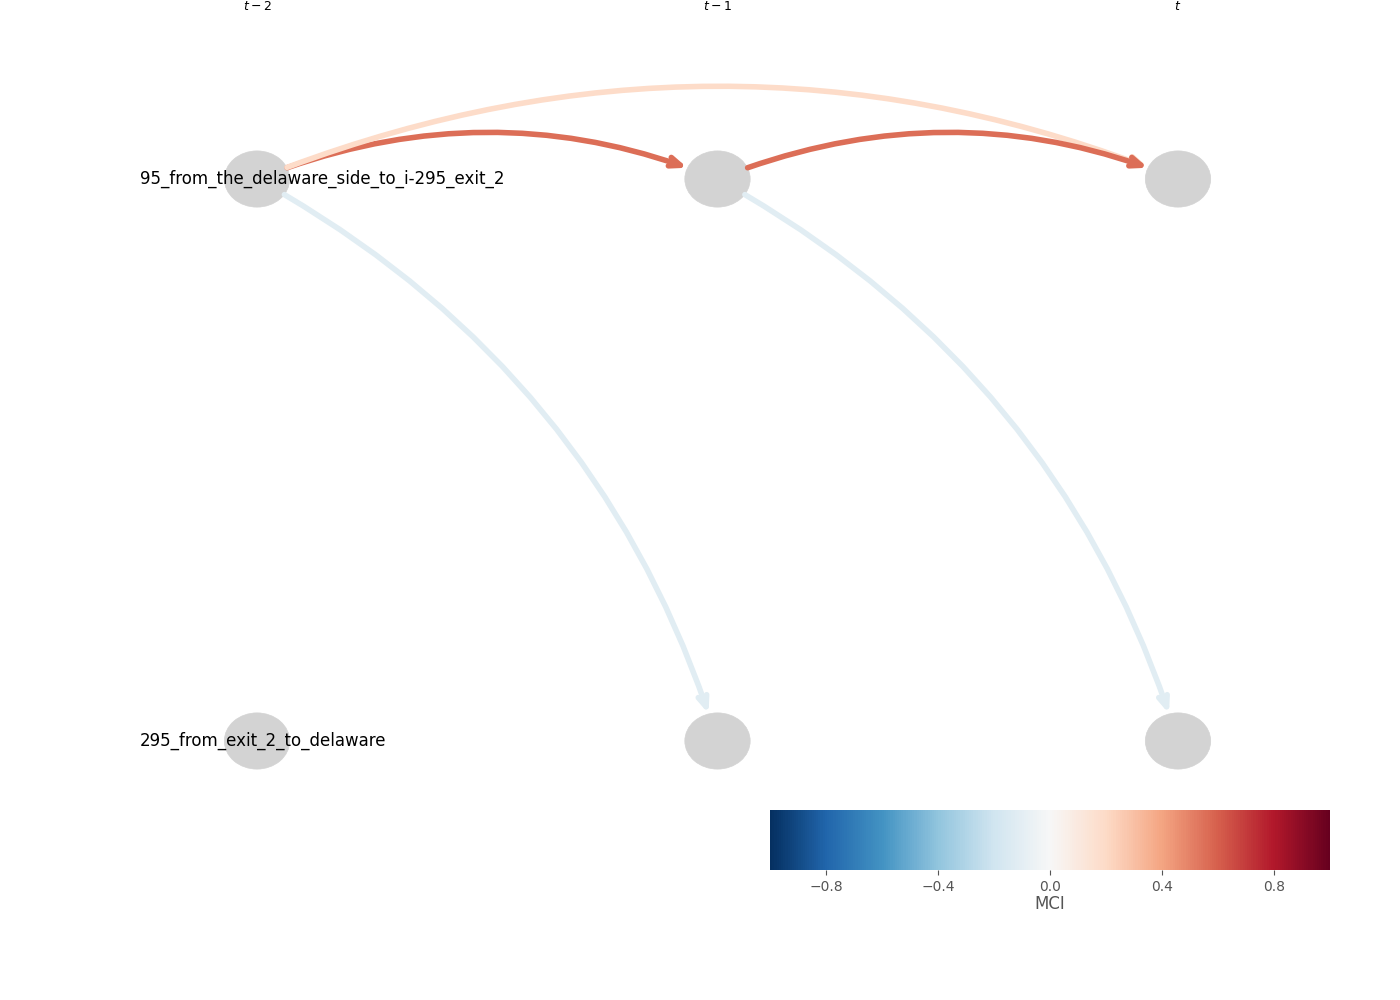 t − 2 t − 1 t
95_from_the_delaware_side_to_i-295_exit_2
295_from_exit_2_to_delaware
−0.8 −0.4 0.0 0.4 0.8
MCI